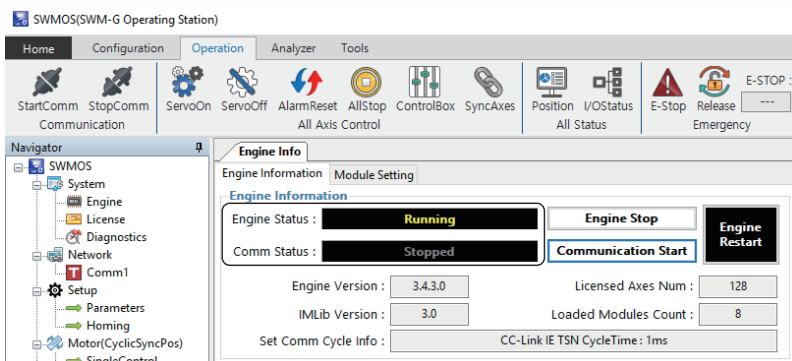 SWMOS(SWM-G Operating Station)
Home Configuration Operation Analyzer Tools
StartComm StopComm ServoOn ServoOff AlarmReset AllStop ControlBox SyncAxes Position I/OStatus E-Stop Release E-STOP : ---
Communication All Axis Control All Status Emergency
Navigator
SWMOS
System
Engine
License
Diagnostics
Network
Comm1
Setup
Parameters
Homing
Motor(CyclicSyncPos)
SingleControl
Engine Info
Engine Information Module Setting
Engine Information
Engine Status : Running Engine Stop
Comm Status : Stopped Communication Start
Engine
Restart
Engine Version : 3.4.3.0 Licensed Axes Num : 128
IMLib Version : 3.0 Loaded Modules Count : 8
Set Comm Cycle Info : CC-Link IE TSN CycleTime : 1ms